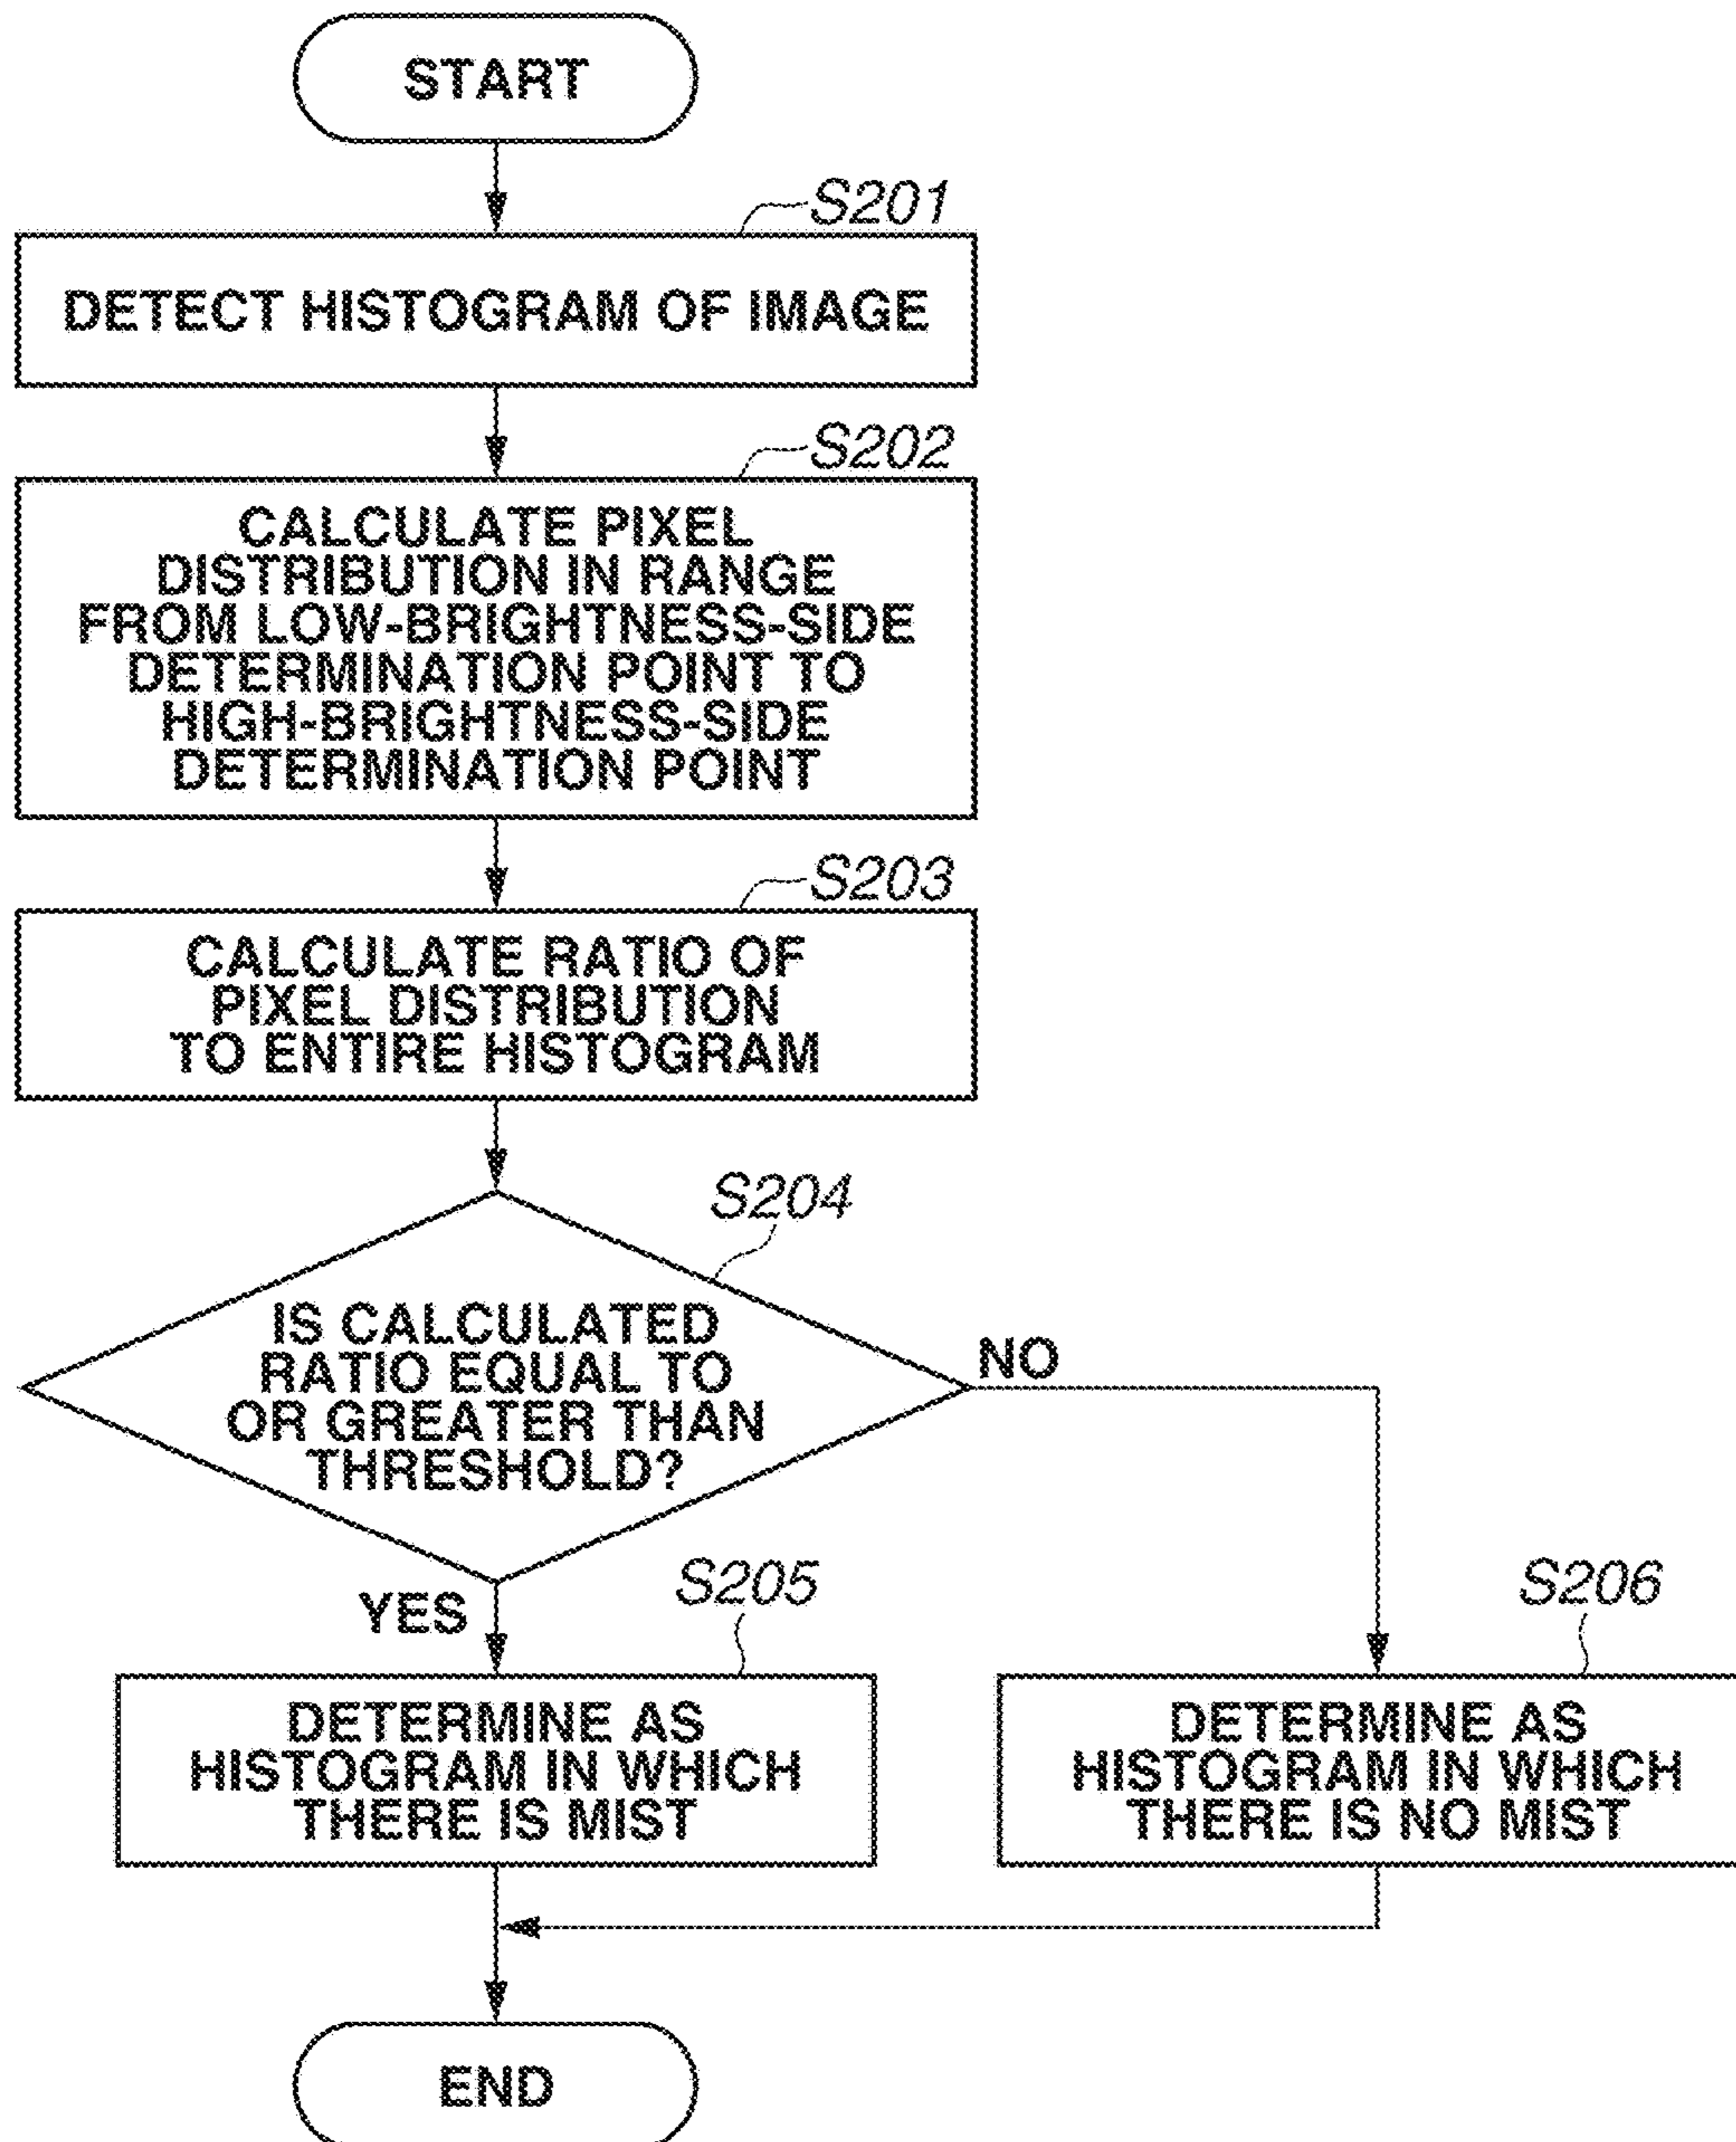 START
S201
DETECT HISTOGRAM OF IMAGE
S202
CALCULATE PIXEL
DISTRIBUTION IN RANGE
FROM LOW-BRIGHTNESS-SIDE
DETERMINATION POINT TO
HIGH-BRIGHTNESS-SIDE
DETERMINATION POINT
S203
CALCULATE RATIO OF
PIXEL DISTRIBUTION
TO ENTIRE HISTOGRAM
S204
IS CALCULATED
RATIO EQUAL TO
OR GREATER THAN
THRESHOLD?
NO
YES
S205
S206
DETERMINE AS
HISTOGRAM IN WHICH
THERE IS MIST
DETERMINE AS
HISTOGRAM IN WHICH
THERE IS NO MIST
END